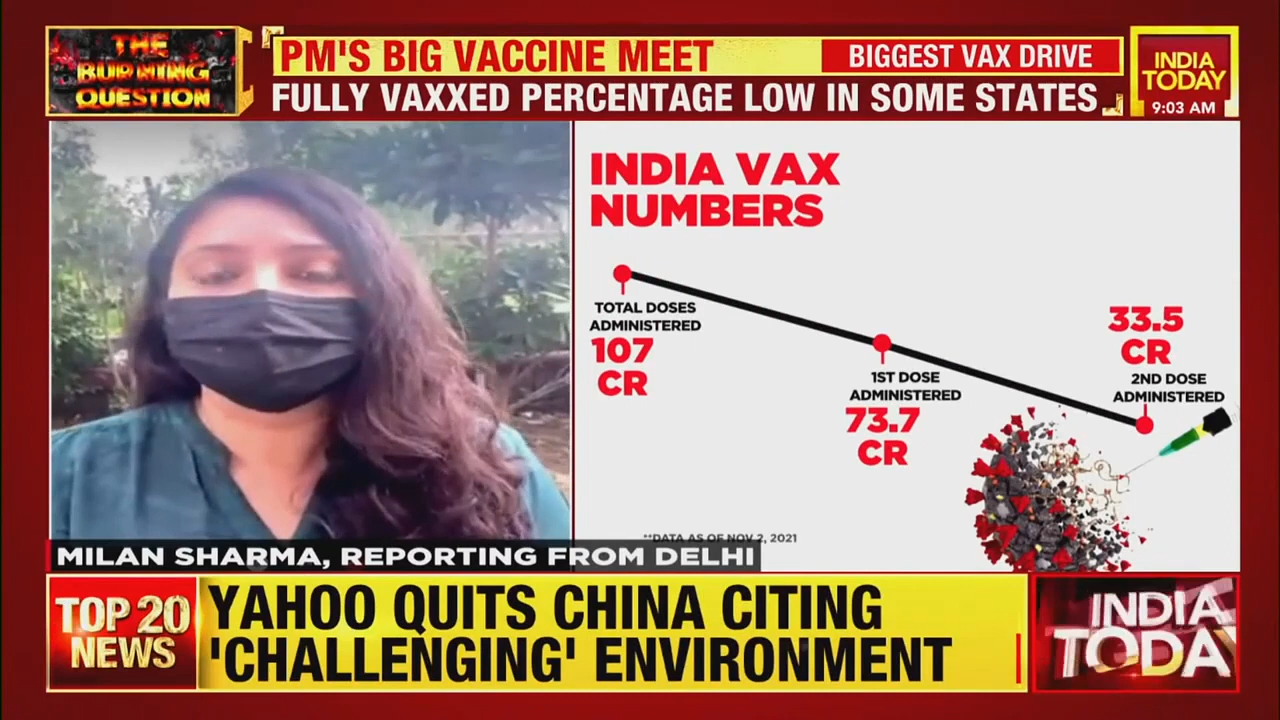 THE
BURNING
QUESTION
PM'S BIG VACCINE MEET
BIGGEST VAX DRIVE
FULLY VAXXED PERCENTAGE LOW IN SOME STATES
INDIA
TODAY
9:03 AM
INDIA VAX
NUMBERS
TOTAL DOSES
ADMINISTERED
107
CR
1ST DOSE
ADMINISTERED
73.7
CR
33.5
CR
2ND DOSE
ADMINISTERED
**DATA AS OF NOV 2, 2021
MILAN SHARMA, REPORTING FROM DELHI
TOP 20
NEWS
YAHOO QUITS CHINA CITING
'CHALLENGING' ENVIRONMENT
INDIA
TODAY